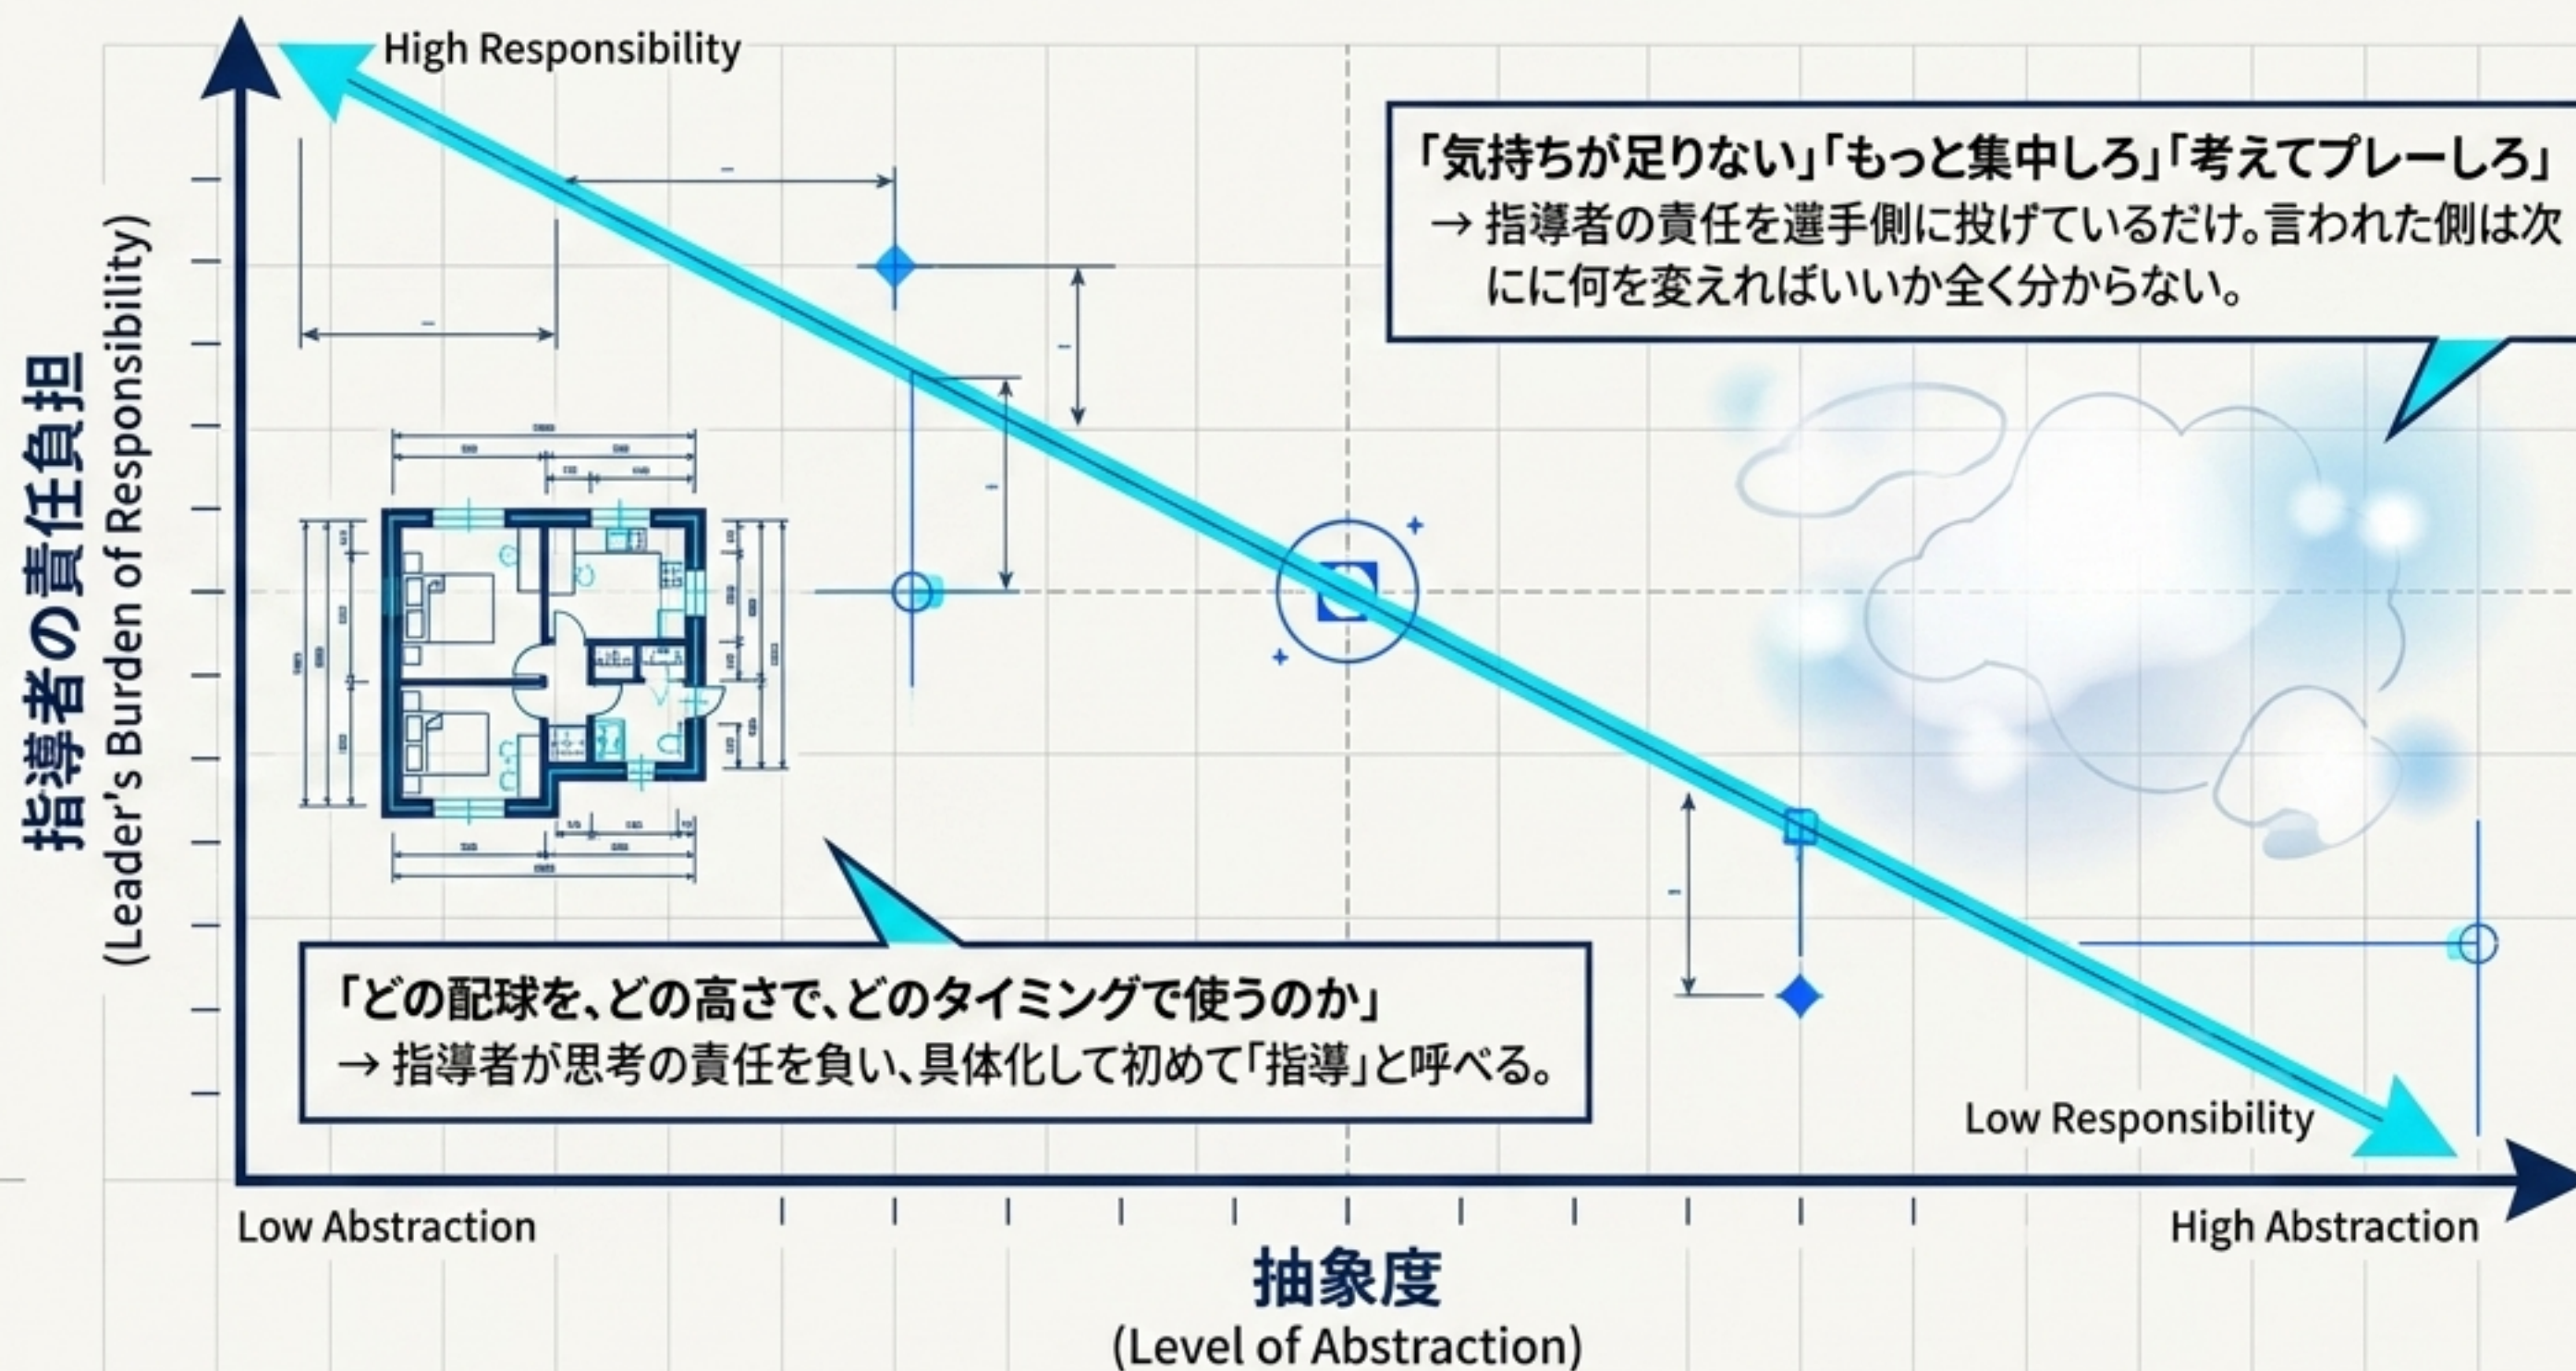 High Responsibility
「気持ちが足りない」「もっと集中しろ」「考えてプレーしろ」
→ 指導者の責任を選手側に投げているだけ。言われた側は次
にに何を変えればいいか全く分からない。
指導者の責任負担
(Leader's Burden of Responsibility)
「どの配球を、どの高さで、どのタイミングで使うのか」
→ 指導者が思考の責任を負い、具体化して初めて「指導」と呼べる。
Low Responsibility
Low Abstraction
High Abstraction
抽象度
(Level of Abstraction)